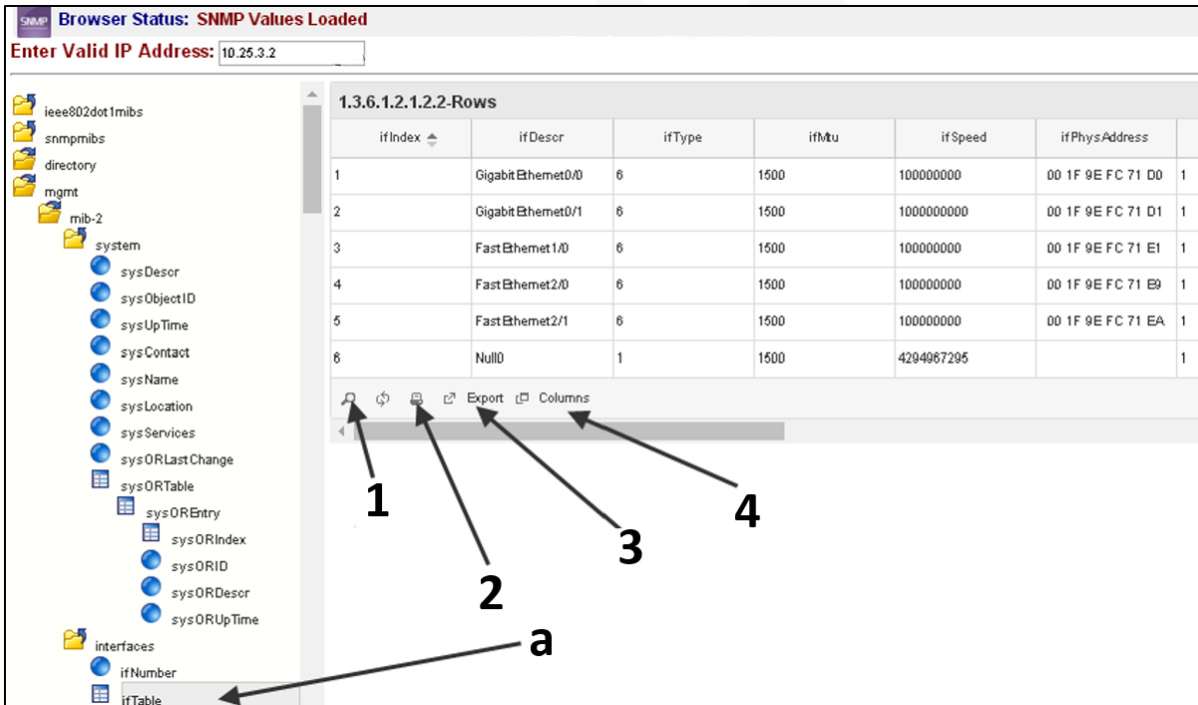 SNMP Browser Status: SNMP Values Loaded
Enter Valid IP Address: 10.25.3.2
ieee802dot1mibs
snmpmibs
directory
mgmt
mib-2
system
sysDescr
sysObjectID
sysUpTime
sysContact
sysName
sysLocation
sysServices
sysORLastChange
sysORTable
sysOREntry
sysORIndex
sysORID
sysORDescr
sysORUpTime
interfaces
ifNumber
ifTable
1.3.6.1.2.1.2.2-Rows
ifIndex ifDescr ifType ifMtu ifSpeed ifPhysAddress
1 GigabitEthernet0/0 6 1500 100000000 00 1F 9E FC 71 D0 1
2 GigabitEthernet0/1 6 1500 1000000000 00 1F 9E FC 71 D1 1
3 FastEthernet1/0 6 1500 100000000 00 1F 9E FC 71 E1 1
4 FastEthernet2/0 6 1500 100000000 00 1F 9E FC 71 E9 1
5 FastEthernet2/1 6 1500 100000000 00 1F 9E FC 71 EA 1
6 Null0 1 1500 4294967295 1
Export Columns
1
2
3
4
a